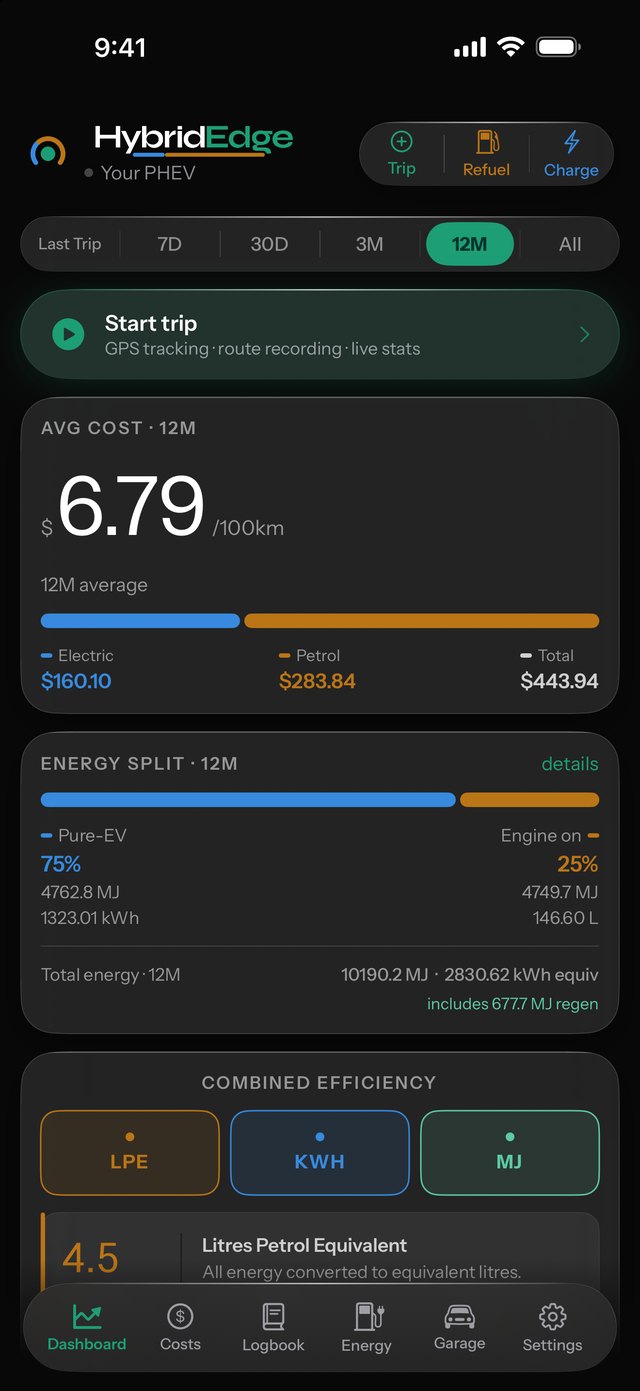 9:41
HybridEdge
Your PHEV
Trip
Refuel
Charge
Last Trip 7D 30D 3M 12M All
Start trip
GPS tracking · route recording · live stats
AVG COST · 12M
$6.79 /100km
12M average
Electric Petrol Total
$160.10 $283.84 $443.94
ENERGY SPLIT · 12M details
Pure-EV Engine on
75% 25%
4762.8 MJ 4749.7 MJ
1323.01 kWh 146.60 L
Total energy · 12M 10190.2 MJ · 2830.62 kWh equiv
includes 677.7 MJ regen
COMBINED EFFICIENCY
LPE KWH MJ
4.5
Litres Petrol Equivalent
All energy converted to equivalent litres.
Dashboard Costs Logbook Energy Garage Settings